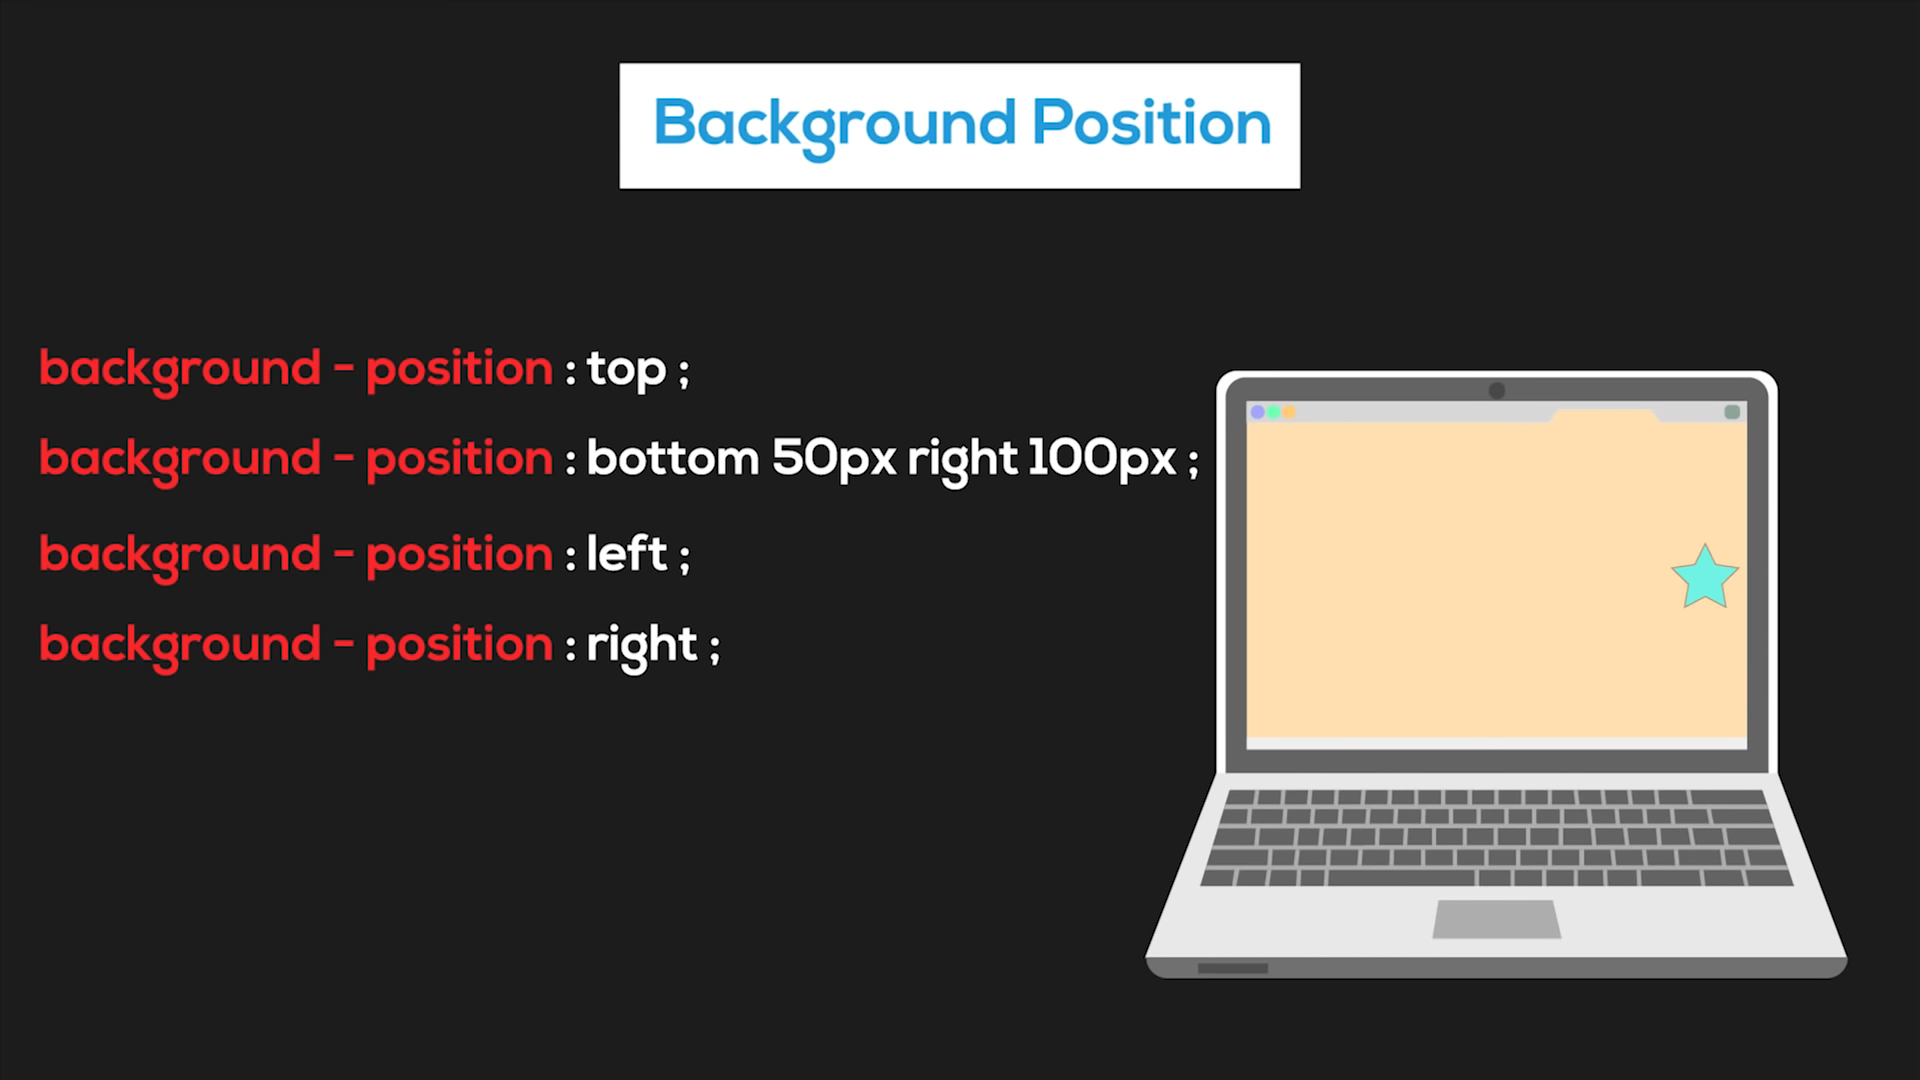 Background Position
background - position : top ;
background - position : bottom 50px right 100px ;
background - position : left ;
background - position : right ;